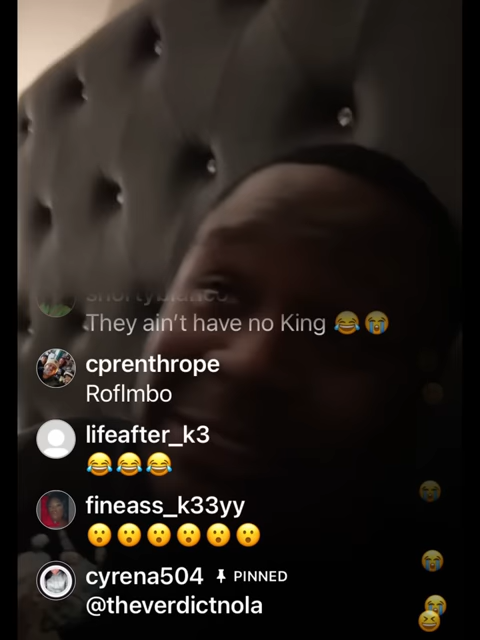 They ain't have no King 😂😭
cprenthrope
Roflmbo
lifeafter_k3
😂😂😂
fineass_k33yy
😮😮😮😮😮😮
cyrena504 PINNED
@theverdictnola